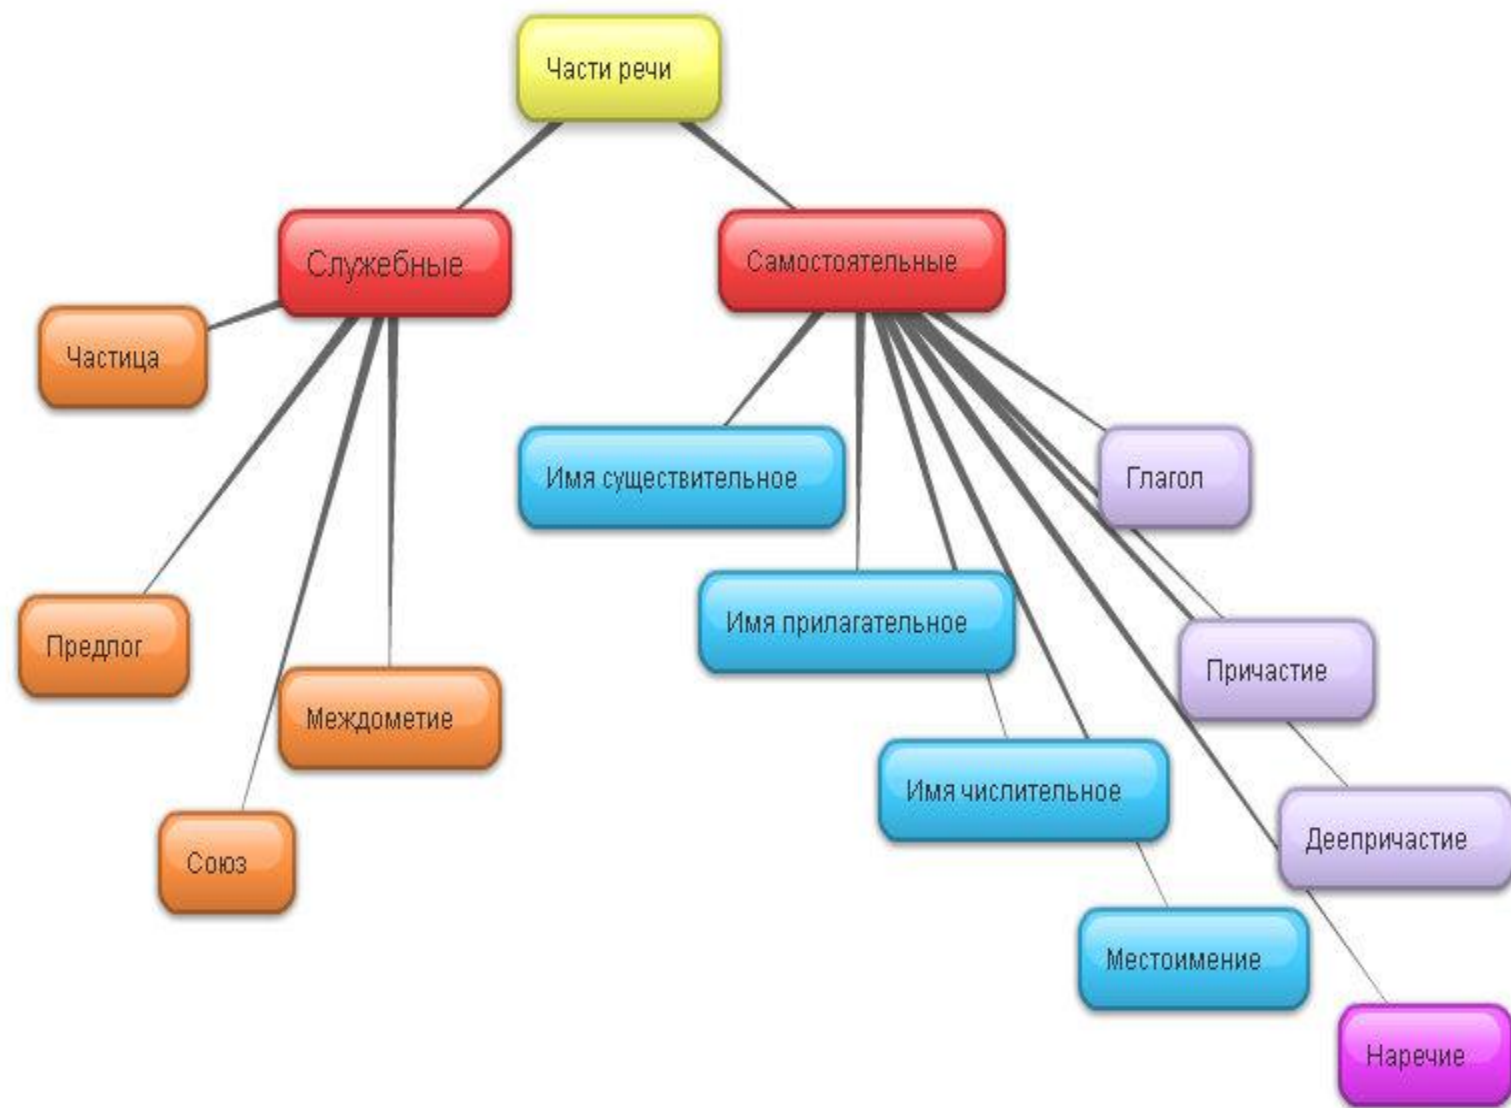 Части речи
Служебные
Самостоятельные
Частица
Имя существительное
Глагол
Предлог
Имя прилагательное
Причастие
Междометие
Имя числительное
Союз
Деепричастие
Местоимение
Наречие